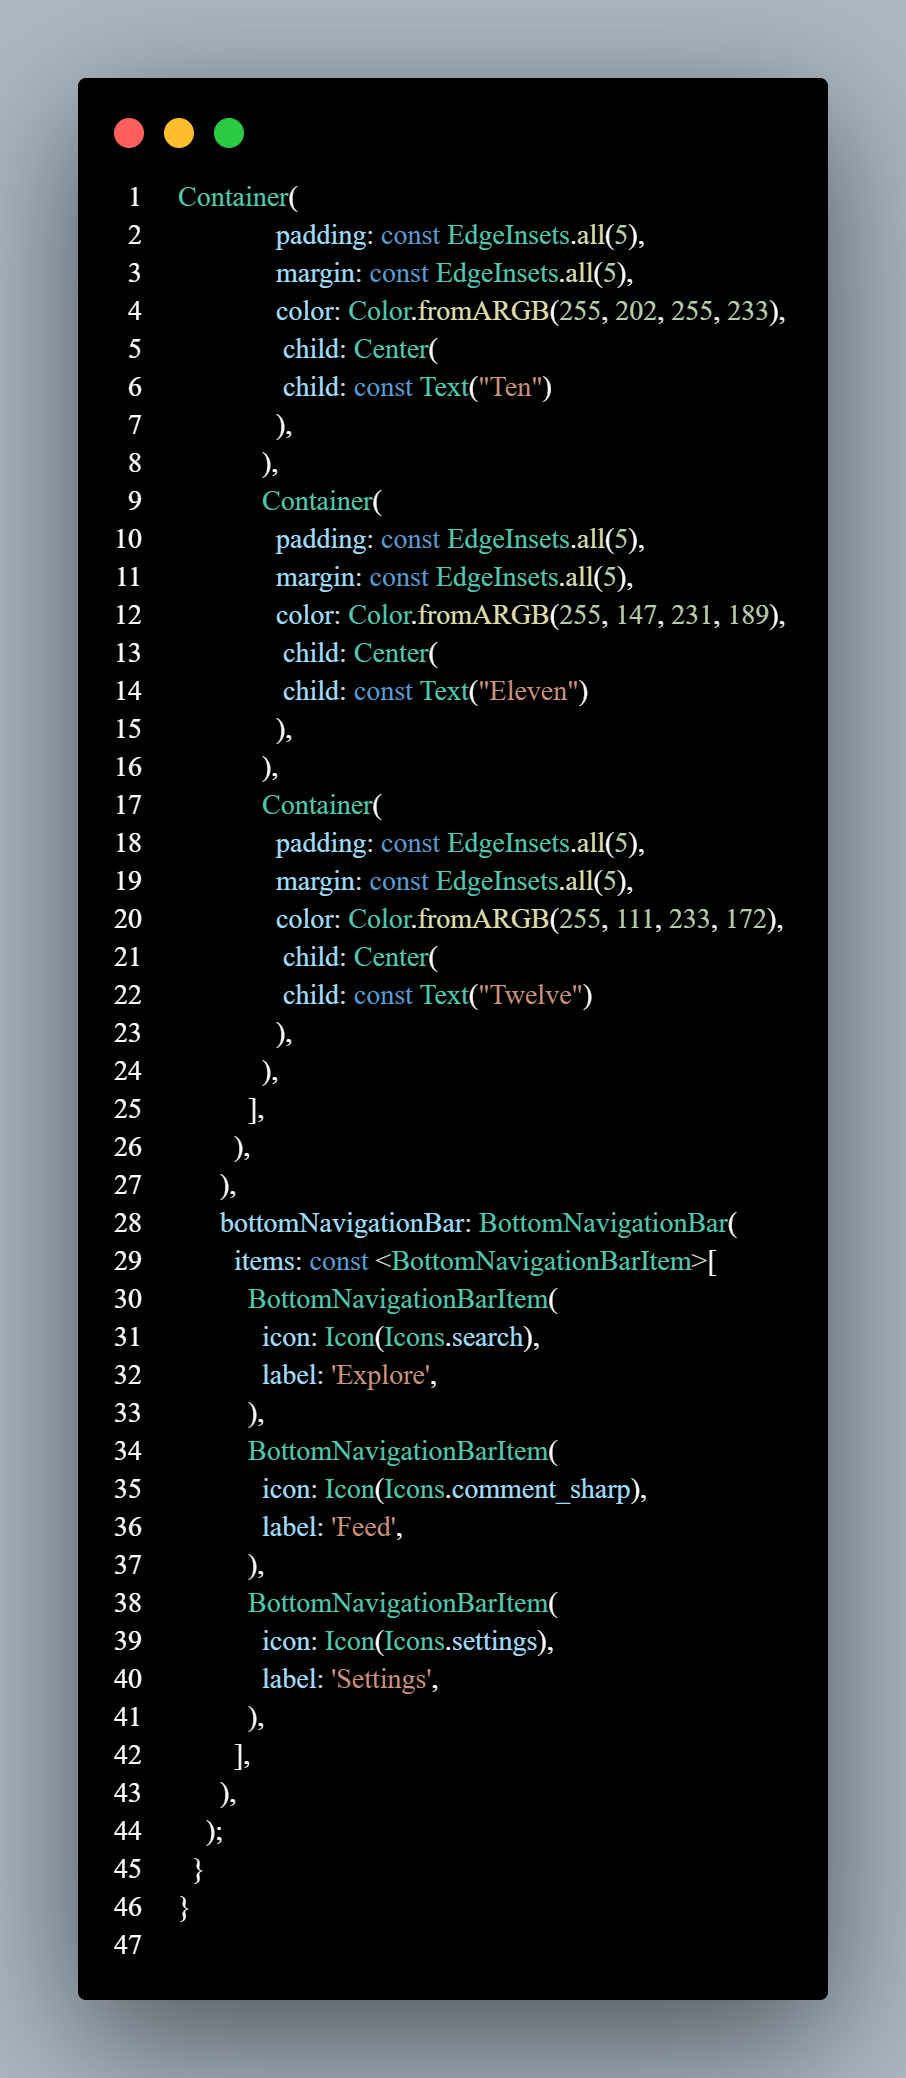 1 Container(
2 padding: const EdgeInsets.all(5),
3 margin: const EdgeInsets.all(5),
4 color: Color.fromARGB(255, 202, 255, 233),
5 child: Center(
6 child: const Text("Ten")
7 ),
8 ),
9 Container(
10 padding: const EdgeInsets.all(5),
11 margin: const EdgeInsets.all(5),
12 color: Color.fromARGB(255, 147, 231, 189),
13 child: Center(
14 child: const Text("Eleven")
15 ),
16 ),
17 Container(
18 padding: const EdgeInsets.all(5),
19 margin: const EdgeInsets.all(5),
20 color: Color.fromARGB(255, 111, 233, 172),
21 child: Center(
22 child: const Text("Twelve")
23 ),
24 ),
25 ],
26 ),
27 ),
28 bottomNavigationBar: BottomNavigationBar(
29 items: const <BottomNavigationBarItem>[
30 BottomNavigationBarItem(
31 icon: Icon(Icons.search),
32 label: 'Explore',
33 ),
34 BottomNavigationBarItem(
35 icon: Icon(Icons.comment_sharp),
36 label: 'Feed',
37 ),
38 BottomNavigationBarItem(
39 icon: Icon(Icons.settings),
40 label: 'Settings',
41 ),
42 ],
43 ),
44 );
45 }
46 }
47